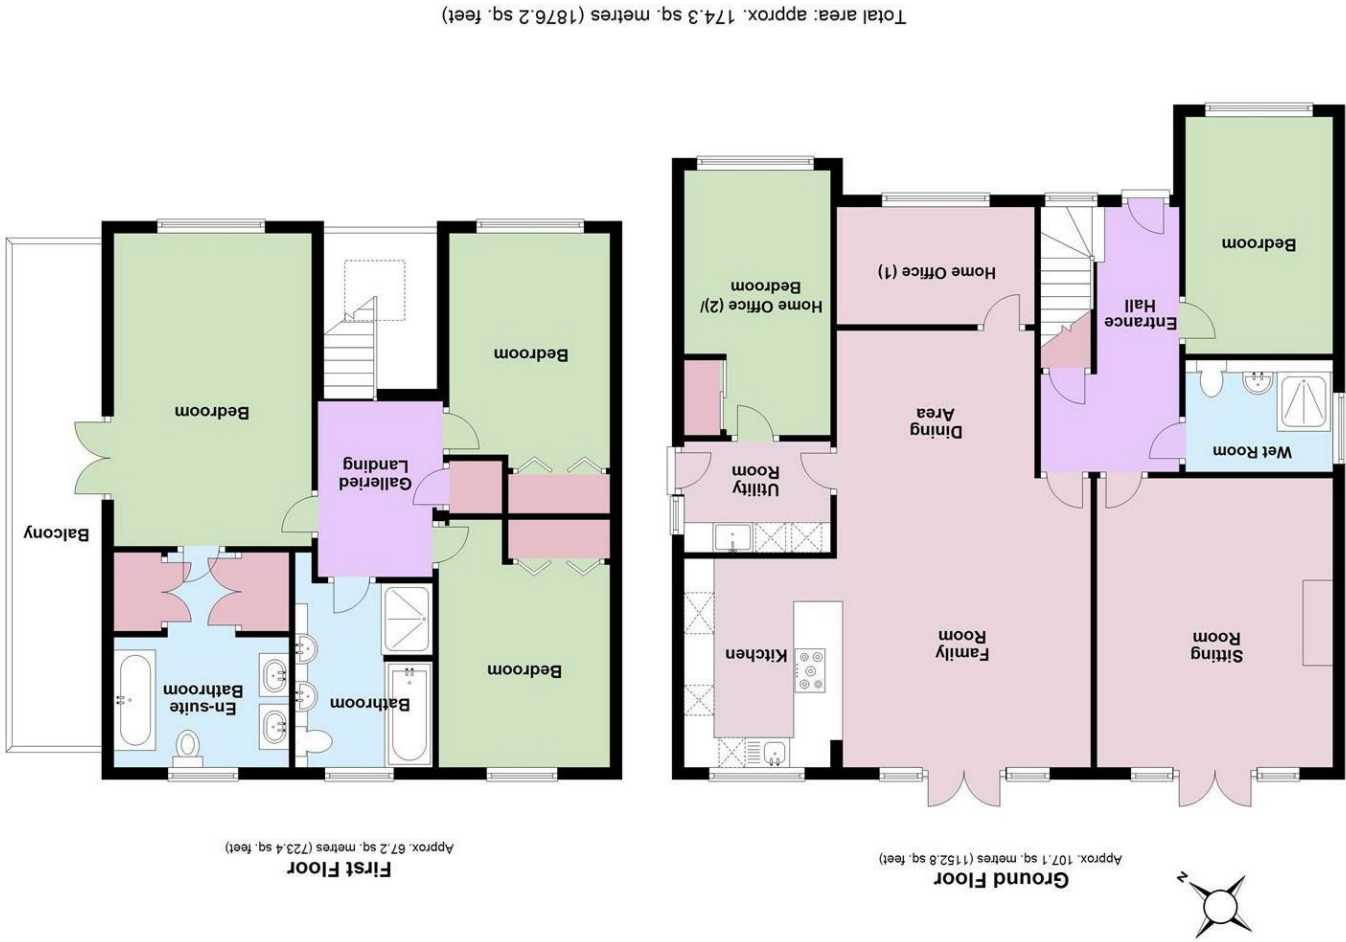 Ground Floor
Approx. 107.1 sq. metres (1152.8 sq. feet)
First Floor
Approx. 67.2 sq. metres (723.4 sq. feet)
N
Sitting
Room
Family
Room
Kitchen
Utility
Room
Wet Room
Dining
Area
Entrance
Hall
Home Office (2)/
Bedroom
Home Office (1)
Bedroom
Bedroom
Bathroom
En-suite
Bathroom
Balcony
Galleried
Landing
Bedroom
Bedroom
Total area: approx. 174.3 sq. metres (1876.2 sq. feet)